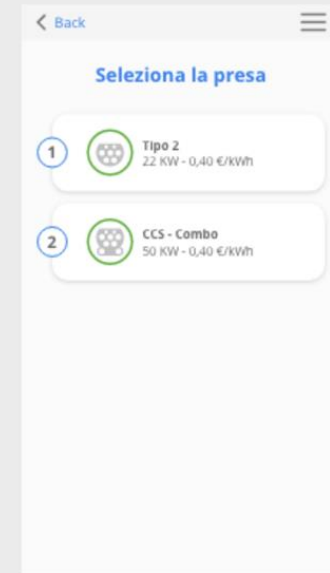 Back
Seleziona la presa
1
Tipo 2
22 KW - 0,40 €/kWh
2
CCS - Combo
50 KW - 0,40 €/kWh